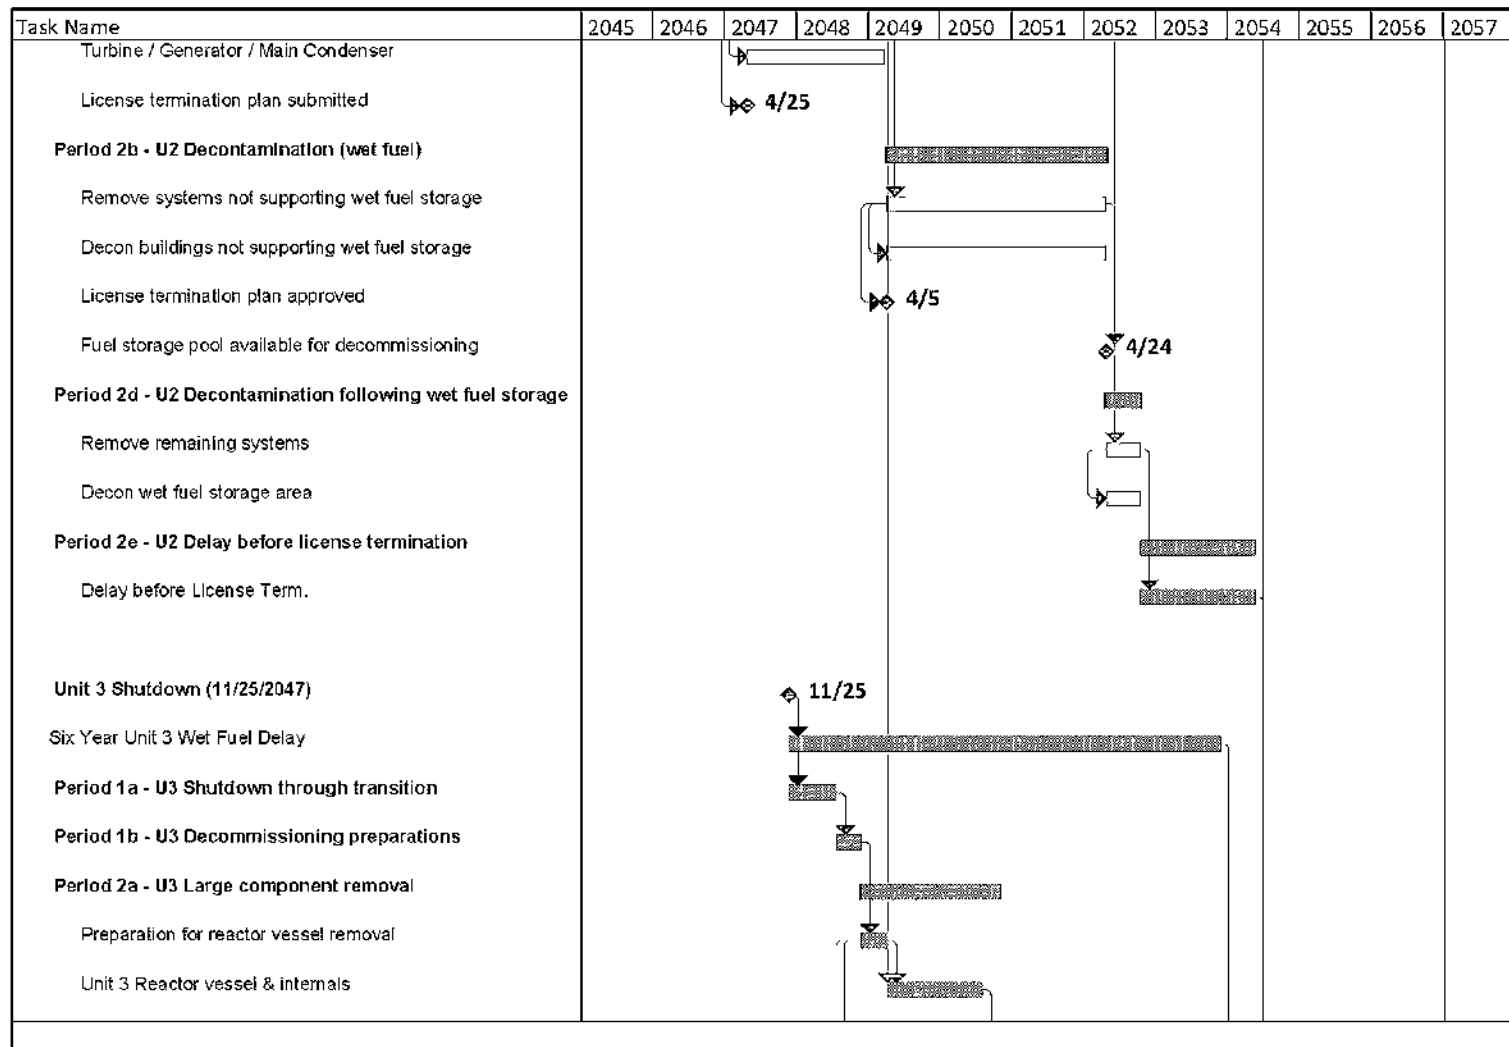 Task Name 2045 2046 2047 2048 2049 2050 2051 2052 2053 2054 2055 2056 2057
Turbine / Generator / Main Condenser
License termination plan submitted 4/25
Period 2b - U2 Decontamination (wet fuel)
Remove systems not supporting wet fuel storage
Decon buildings not supporting wet fuel storage
License termination plan approved 4/5
Fuel storage pool available for decommissioning 4/24
Period 2d - U2 Decontamination following wet fuel storage
Remove remaining systems
Decon wet fuel storage area
Period 2e - U2 Delay before license termination
Delay before License Term.
Unit 3 Shutdown (11/25/2047) 11/25
Six Year Unit 3 Wet Fuel Delay
Period 1a - U3 Shutdown through transition
Period 1b - U3 Decommissioning preparations
Period 2a - U3 Large component removal
Preparation for reactor vessel removal
Unit 3 Reactor vessel & internals